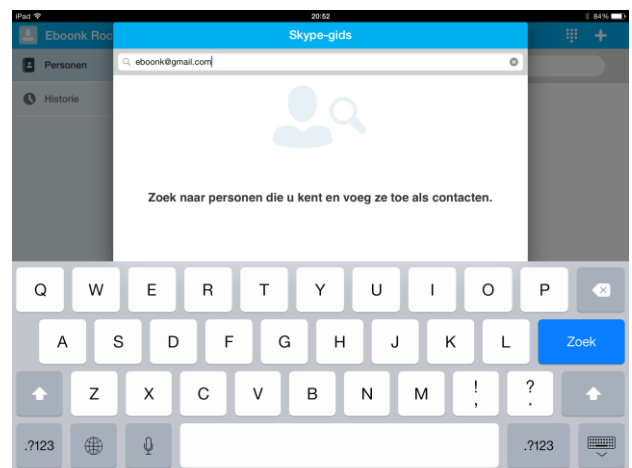 iPad 20:52 84%
Eboonk Roc Skype-gids
Personen eboonk@gmail.com
Historie
Zoek naar personen die u kent en voeg ze toe als contacten.
Q W E R T Y U I O P
A S D F G H J K L Zoek
Z X C V B N M ! , ? .
.?123 .?123